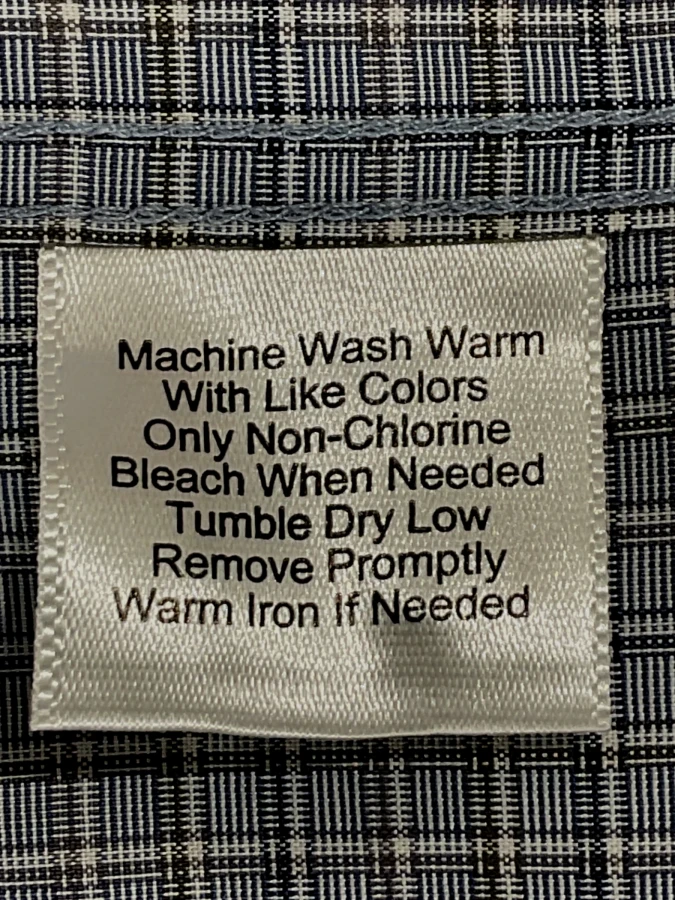 Machine Wash Warm
With Like Colors
Only Non-Chlorine
Bleach When Needed
Tumble Dry Low
Remove Promptly
Warm Iron If Needed